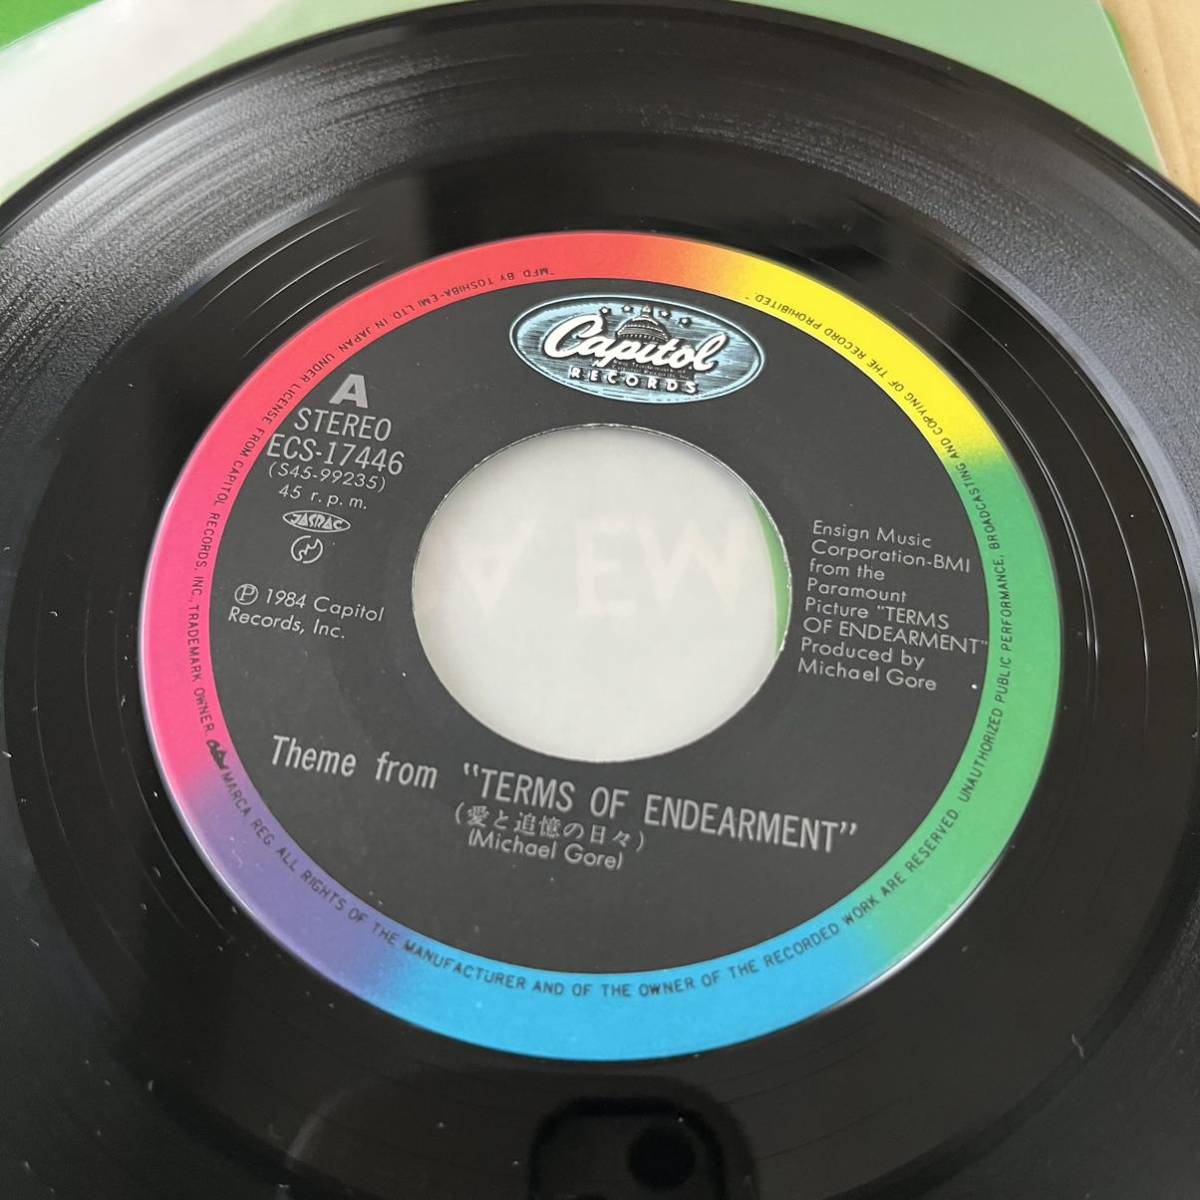 Capitol
RECORDS
A
STEREO
ECS-17446
(S45-99235)
45 r.p.m.
JASRAC
Ⓟ 1984 Capitol
Records, Inc.
Ensign Music
Corporation-BMI
from the
Paramount
Picture "TERMS
OF ENDEARMENT"
Produced by
Michael Gore
Theme from "TERMS OF ENDEARMENT"
(愛と追憶の日々)
(Michael Gore)
"MFD. BY TOSHIBA-EMI LTD IN JAPAN UNDER LICENSE FROM CAPITOL RECORDS, INC., TRADEMARK OWNER. MARCA REG. ALL RIGHTS OF THE MANUFACTURER AND OF THE OWNER OF THE RECORDED WORK ARE RESERVED. UNAUTHORIZED PUBLIC PERFORMANCE, BROADCASTING AND COPYING OF THE RECORD PROHIBITED."